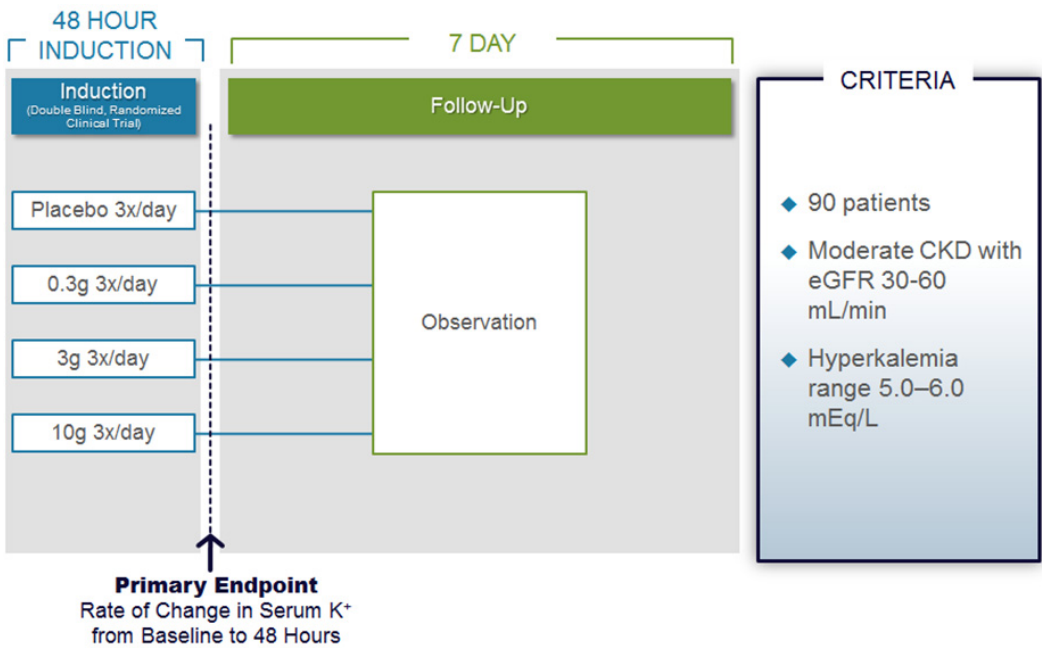 48 HOUR
INDUCTION
7 DAY
Induction
(Double Blind, Randomized
Clinical Trial)
Follow-Up
CRITERIA
Placebo 3x/day
0.3g 3x/day
3g 3x/day
10g 3x/day
Observation
◆ 90 patients
◆ Moderate CKD with
eGFR 30-60
mL/min
◆ Hyperkalemia
range 5.0–6.0
mEq/L
Primary Endpoint
Rate of Change in Serum K⁺
from Baseline to 48 Hours